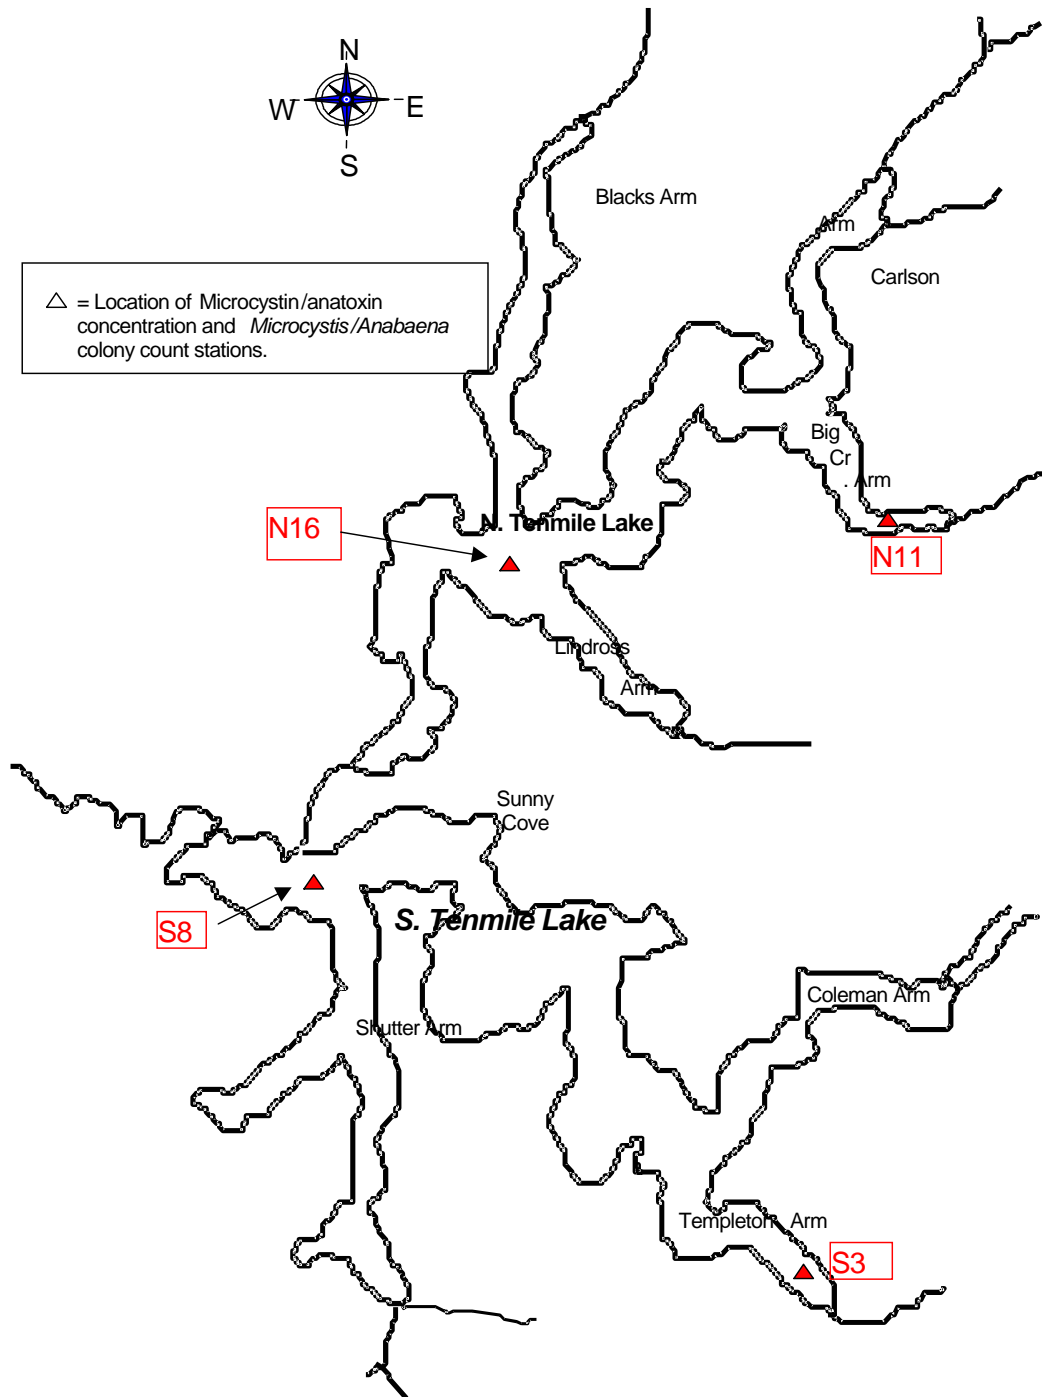 N
W E
S
Blacks Arm
Arm
Carlson
△ = Location of Microcystin/anatoxin
concentration and Microcystis/Anabaena
colony count stations.
Big
Cr
. Arm
N16
N. Tenmile Lake
N11
Lindross
Arm
Sunny
Cove
S8
S. Tenmile Lake
Coleman Arm
Shutter Arm
Templeton Arm
S3